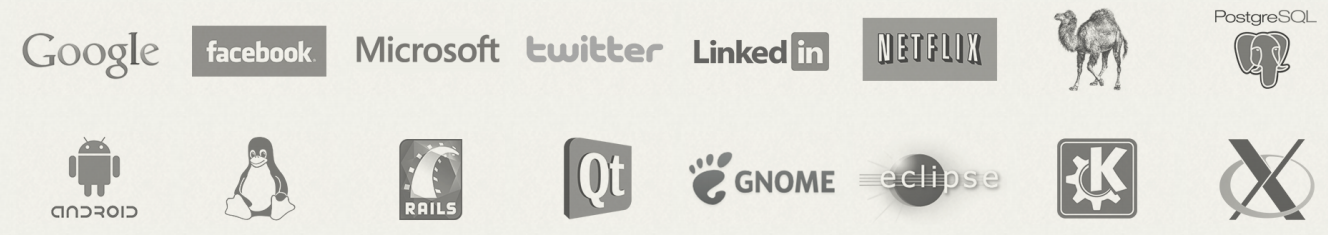 Google
facebook.
Microsoft
twitter
Linked in
NETFLIX
PostgreSQL
ANDROID
RAILS
Qt
GNOME
eclipse
K
X